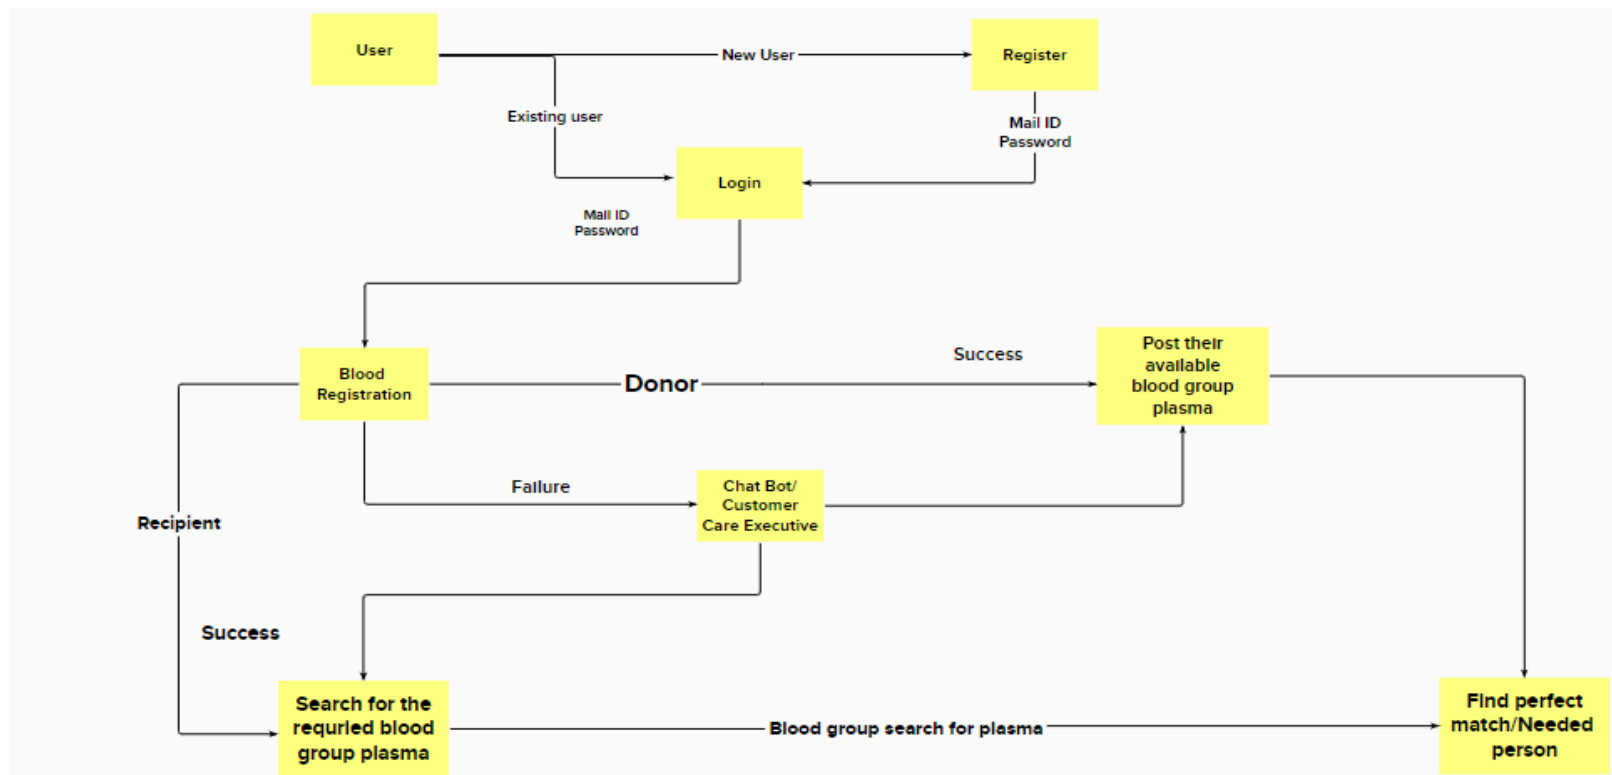 User
New User
Register
Existing user
Mail ID
Password
Login
Mail ID
Password
Blood
Registration
Donor
Success
Post their
available
blood group
plasma
Failure
Chat Bot/
Customer
Care Executive
Recipient
Success
Search for the
requried blood
group plasma
Blood group search for plasma
Find perfect
match/Needed
person